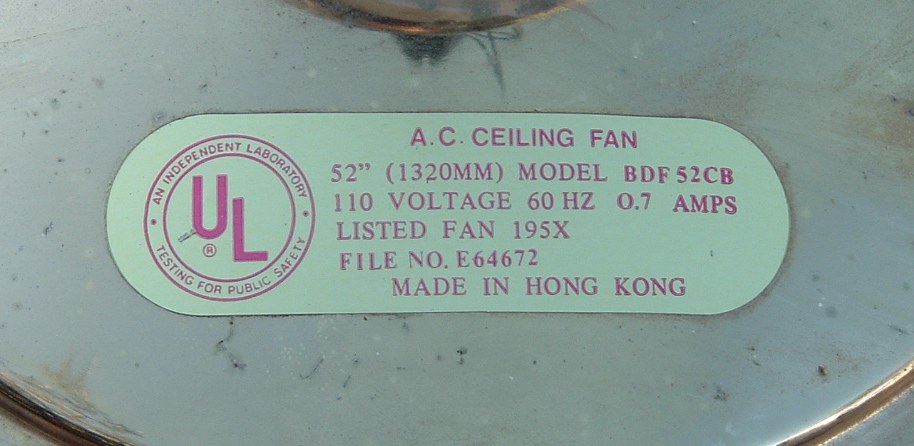 A.C. CEILING FAN
52” (1320MM) MODEL BDF 52CB
110 VOLTAGE 60 HZ 0.7 AMPS
LISTED FAN 195X
FILE NO. E64672
MADE IN HONG KONG
AN INDEPENDENT LABORATORY
UL
®
TESTING FOR PUBLIC SAFETY